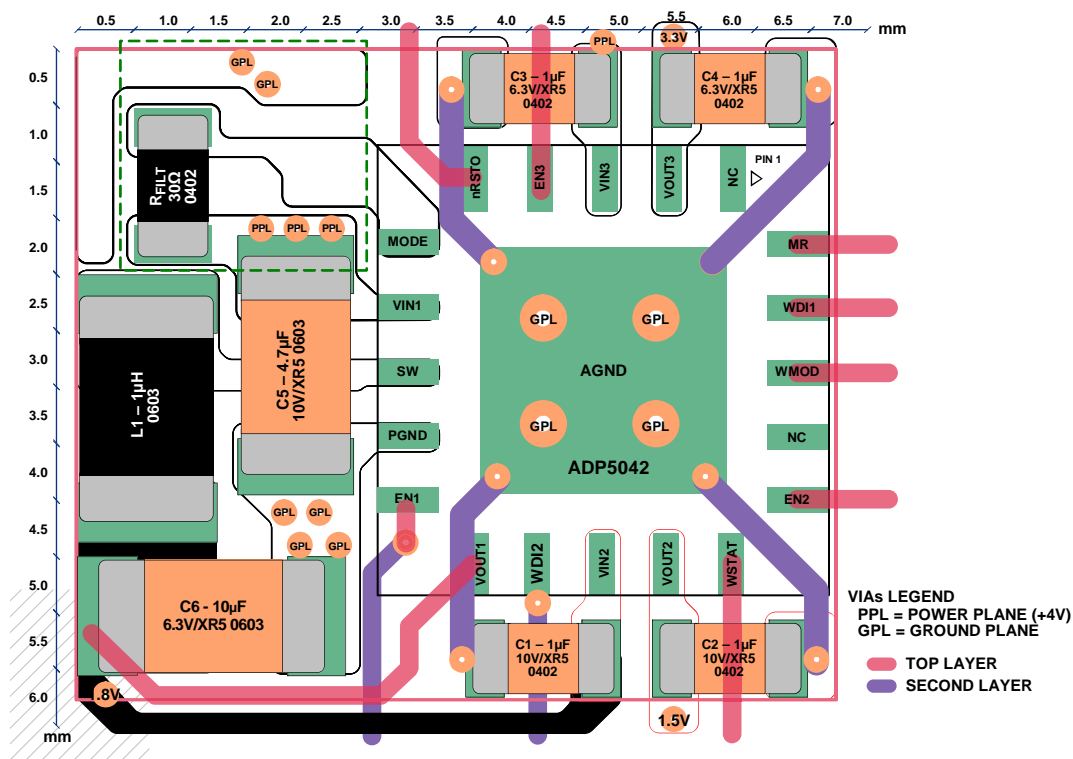 0.5
1.0
1.5
2.0
2.5
3.0
3.5
4.0
4.5
5.0
5.5
6.0
6.5
7.0
mm
0.5
1.0
1.5
2.0
2.5
3.0
3.5
4.0
4.5
5.0
5.5
6.0
mm
GPL
GPL
PPL
3.3V
C3 – 1µF
6.3V/XR5
0402
C4 – 1µF
6.3V/XR5
0402
RFILT
30Ω
0402
nRSTO
EN3
VIN3
VOUT3
NC
PIN 1
PPL
PPL
PPL
MODE
VIN1
SW
PGND
EN1
MR
WDI1
WMOD
NC
EN2
GPL
GPL
AGND
GPL
GPL
ADP5042
L1 – 1µH
0603
C5 – 4.7µF
10V/XR5 0603
GPL
GPL
GPL
GPL
VOUT1
WDI2
VIN2
VOUT2
WSTAT
C6 - 10µF
6.3V/XR5 0603
C1 – 1µF
10V/XR5
0402
C2 – 1µF
10V/XR5
0402
1.8V
1.5V
VIAs LEGEND
PPL = POWER PLANE (+4V)
GPL = GROUND PLANE
TOP LAYER
SECOND LAYER